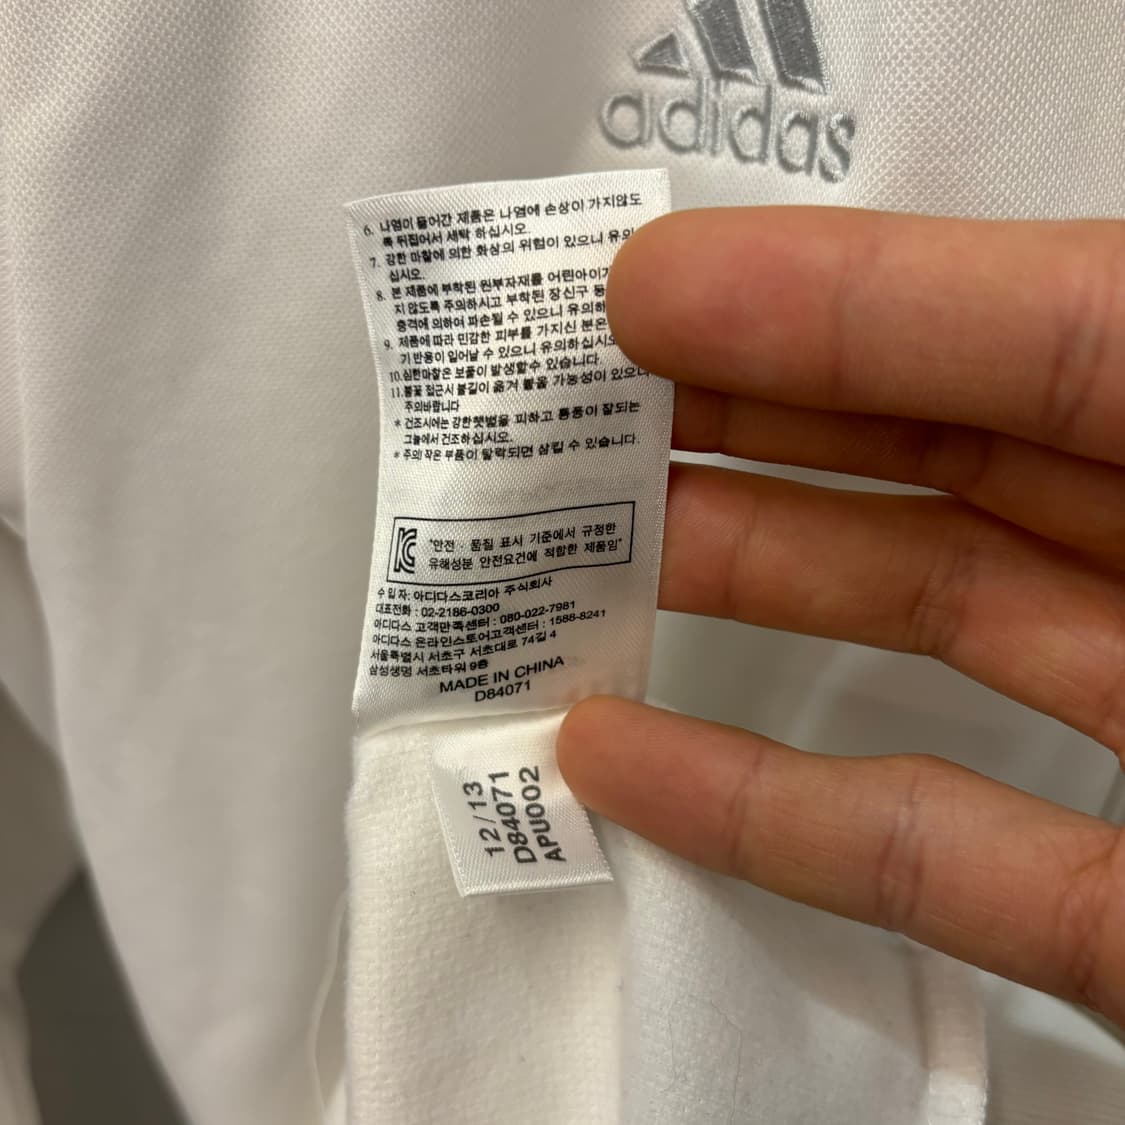 adidas
6. 나염이 들어간 제품은 나염에 손상이 가지않도
록 뒤집어서 세탁 하십시오.
7. 강한 마찰에 의한 화상의 위험이 있으니 유의
십시오.
8. 본 제품에 부착된 원부자재를 어린아이가
지 않도록 주의하시고 부착된 장신구 등
충격에 의하여 파손될 수 있으니 유의하
9. 제품에 따라 민감한 피부를 가지신 분은
기 반응이 일어날 수 있으니 유의하십시오
10.심한마찰은 보풀이 발생할수 있습니다.
11.불꽃 접근시 불길이 옮겨 붙을 가능성이 있으니
주의바랍니다
* 건조시에는 강한햇볕을 피하고 통풍이 잘되는
그늘에서 건조하십시오.
* 주의 작은 부품이 탈락되면 삼킬 수 있습니다.
"안전 · 품질 표시 기준에서 규정한
유해성분 안전요건에 적합한 제품임"
수입자: 아디다스코리아 주식회사
대표전화 : 02-2186-0300
아디다스 고객만족센터 : 080-022-7981
아디다스 온라인스토어고객센터 : 1588-8241
서울특별시 서초구 서초대로 74길 4
삼성생명 서초타워 9층
MADE IN CHINA
D84071
12/13
D84071
APU002